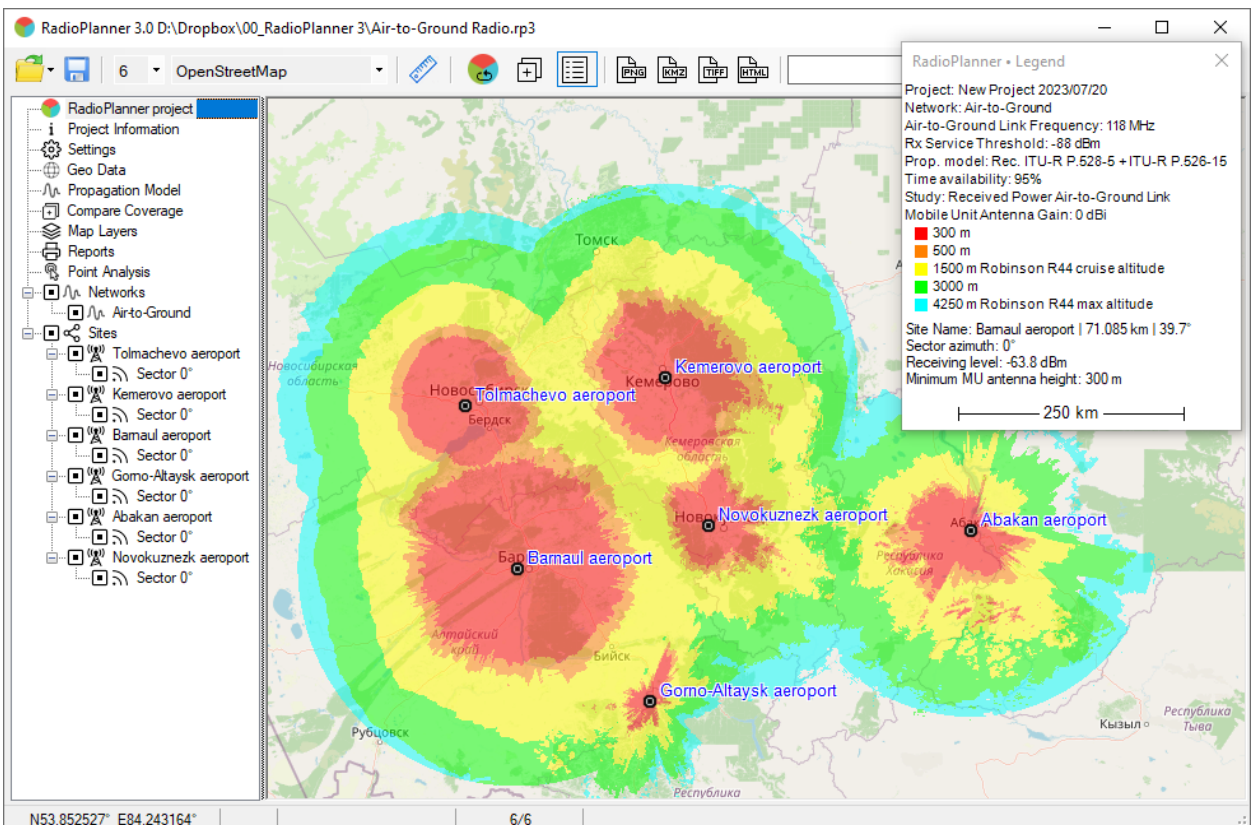 RadioPlanner 3.0 D:\Dropbox\00_RadioPlanner 3\Air-to-Ground Radio.rp3
6 OpenStreetMap PNG KMZ TIFF HTML
RadioPlanner project
i Project Information
Settings
Geo Data
Propagation Model
Compare Coverage
Map Layers
Reports
Point Analysis
Networks
Air-to-Ground
Sites
Tolmachevo aeroport
Sector 0°
Kemerovo aeroport
Sector 0°
Barnaul aeroport
Sector 0°
Gorno-Altaysk aeroport
Sector 0°
Abakan aeroport
Sector 0°
Novokuznezk aeroport
Sector 0°
Томск
Новосибирская
область
Kemerovo aeroport
Кемерово
Tolmachevo aeroport
Бердск
Кемеровская
область
Novokuznezk aeroport
Abakan aeroport
Республика
Хакасия
Barnaul aeroport
Алтайский
край
Бийск
Gorno-Altaysk aeroport
Рубцовск
Кызыл
Республика
Тыва
Республика
RadioPlanner • Legend
Project: New Project 2023/07/20
Network: Air-to-Ground
Air-to-Ground Link Frequency: 118 MHz
Rx Service Threshold: -88 dBm
Prop. model: Rec. ITU-R P.528-5 + ITU-R P.526-15
Time availability: 95%
Study: Received Power Air-to-Ground Link
Mobile Unit Antenna Gain: 0 dBi
300 m
500 m
1500 m Robinson R44 cruise altitude
3000 m
4250 m Robinson R44 max altitude
Site Name: Barnaul aeroport | 71.085 km | 39.7°
Sector azimuth: 0°
Receiving level: -63.8 dBm
Minimum MU antenna height: 300 m
250 km
N53.852527° E84.243164°
6/6